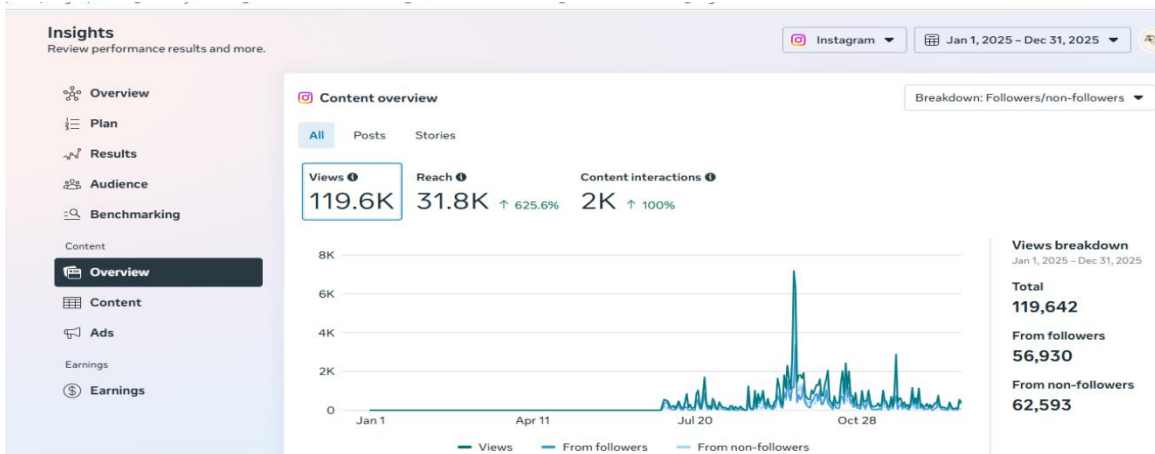 Insights
Review performance results and more.
Instagram
Jan 1, 2025 – Dec 31, 2025
Overview
Plan
Results
Audience
Benchmarking
Content
Overview
Content
Ads
Earnings
Earnings
Content overview
Breakdown: Followers/non-followers
All Posts Stories
Views Reach Content interactions
119.6K 31.8K ↑ 625.6% 2K ↑ 100%
8K
6K
4K
2K
0
Jan 1 Apr 11 Jul 20 Oct 28
Views From followers From non-followers
Views breakdown
Jan 1, 2025 – Dec 31, 2025
Total
119,642
From followers
56,930
From non-followers
62,593